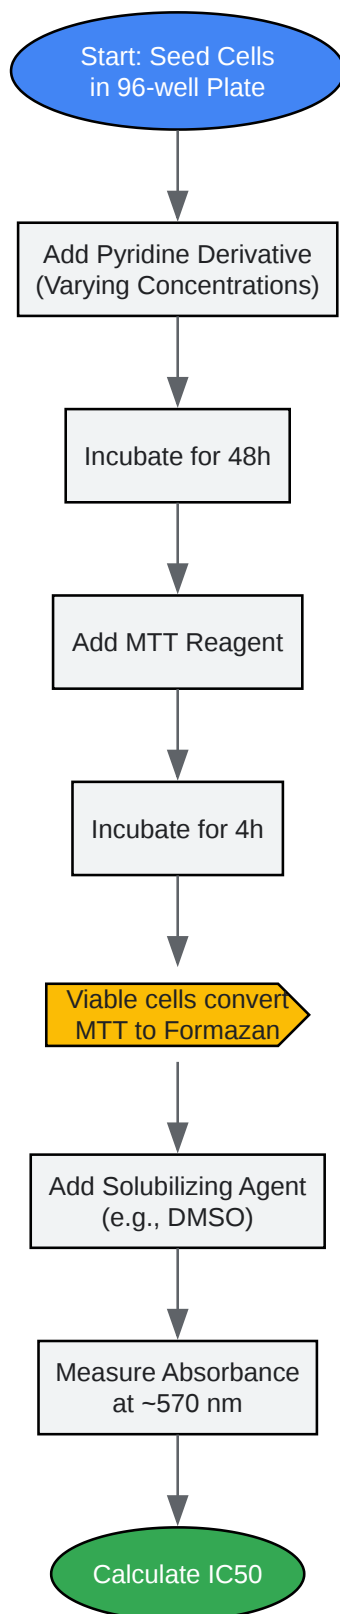 Start: Seed Cells
in 96-well Plate
Add Pyridine Derivative
(Varying Concentrations)
Incubate for 48h
Add MTT Reagent
Incubate for 4h
Viable cells convert
MTT to Formazan
Add Solubilizing Agent
(e.g., DMSO)
Measure Absorbance
at ~570 nm
Calculate IC50